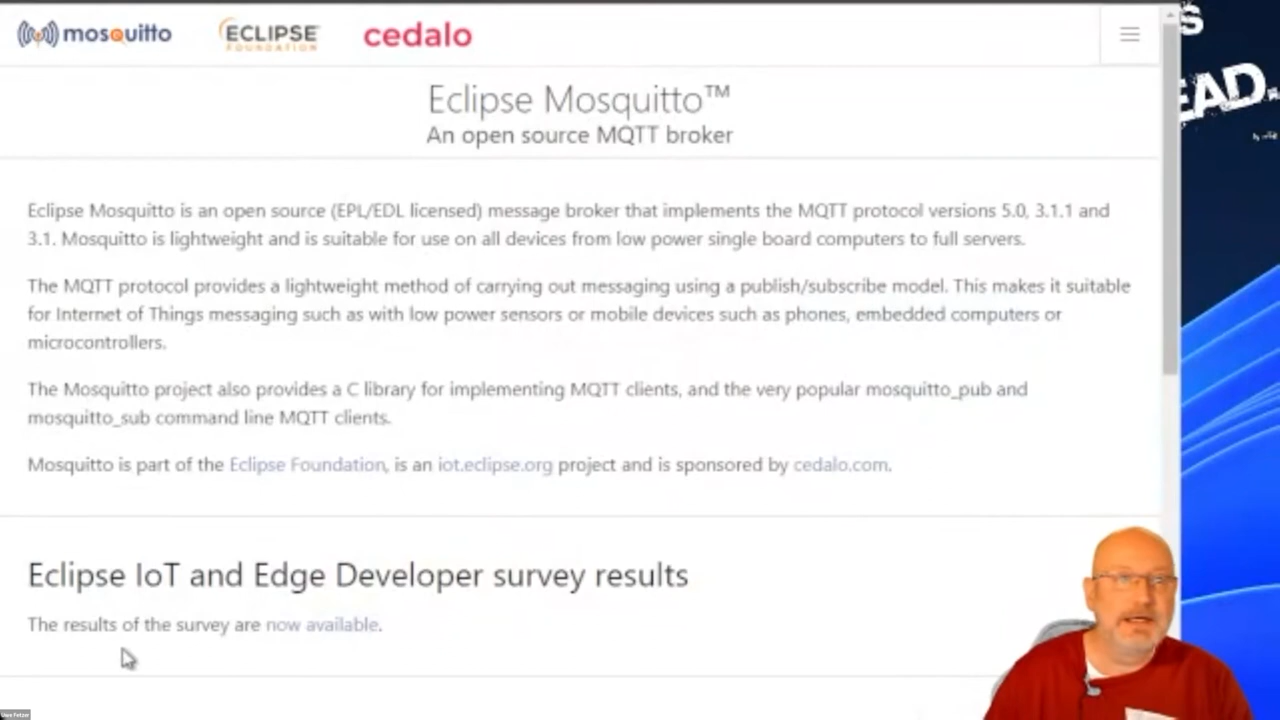 mosquitto
ECLIPSE
FOUNDATION
cedalo
S
EAD.
Eclipse Mosquitto™
An open source MQTT broker
Eclipse Mosquitto is an open source (EPL/EDL licensed) message broker that implements the MQTT protocol versions 5.0, 3.1.1 and
3.1. Mosquitto is lightweight and is suitable for use on all devices from low power single board computers to full servers.
The MQTT protocol provides a lightweight method of carrying out messaging using a publish/subscribe model. This makes it suitable
for Internet of Things messaging such as with low power sensors or mobile devices such as phones, embedded computers or
microcontrollers.
The Mosquitto project also provides a C library for implementing MQTT clients, and the very popular mosquitto_pub and
mosquitto_sub command line MQTT clients.
Mosquitto is part of the Eclipse Foundation, is an iot.eclipse.org project and is sponsored by cedalo.com.
Eclipse IoT and Edge Developer survey results
The results of the survey are now available.